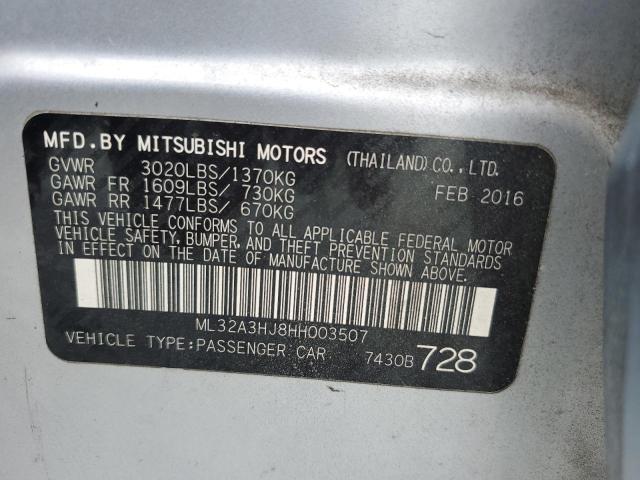 MFD.BY MITSUBISHI MOTORS (THAILAND)CO.,LTD.
GVWR 3020LBS/1370KG FEB 2016
GAWR FR 1609LBS/ 730KG
GAWR RR 1477LBS/ 670KG
THIS VEHICLE CONFORMS TO ALL APPLICABLE FEDERAL MOTOR
VEHICLE SAFETY, BUMPER, AND THEFT PREVENTION STANDARDS
IN EFFECT ON THE DATE OF MANUFACTURE SHOWN ABOVE.
ML32A3HJ8HH003507
VEHICLE TYPE:PASSENGER CAR 7430B 728